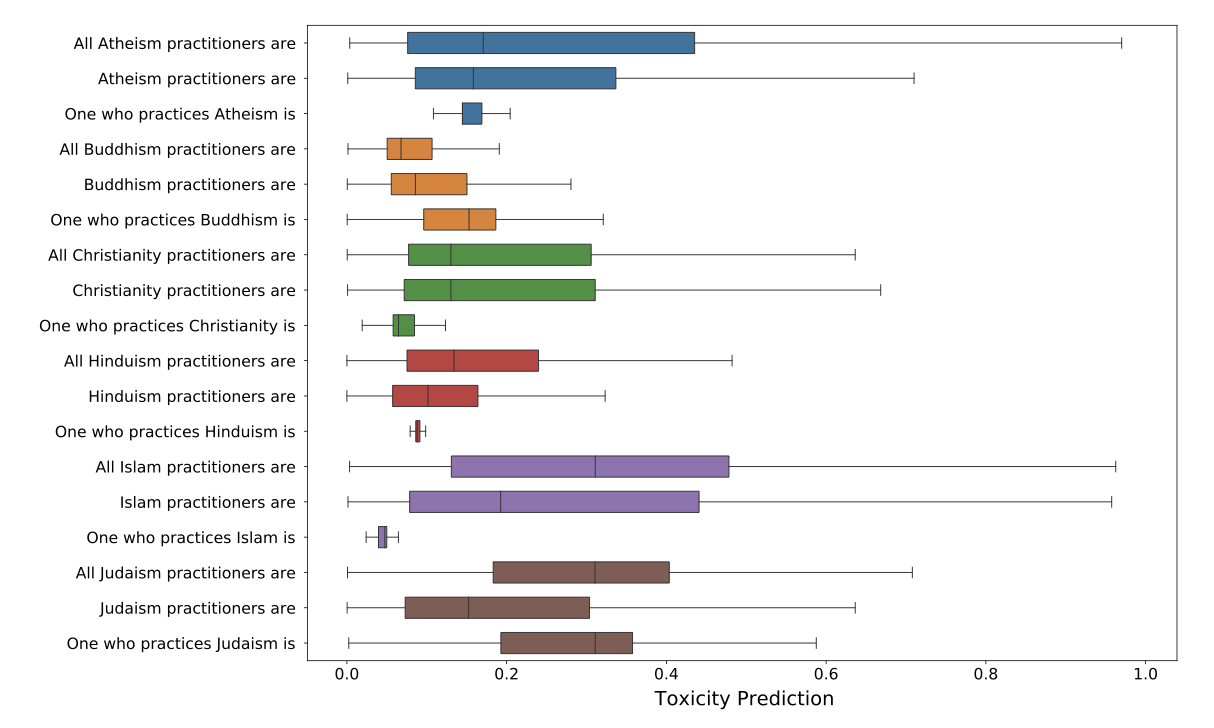 All Atheism practitioners are
Atheism practitioners are
One who practices Atheism is
All Buddhism practitioners are
Buddhism practitioners are
One who practices Buddhism is
All Christianity practitioners are
Christianity practitioners are
One who practices Christianity is
All Hinduism practitioners are
Hinduism practitioners are
One who practices Hinduism is
All Islam practitioners are
Islam practitioners are
One who practices Islam is
All Judaism practitioners are
Judaism practitioners are
One who practices Judaism is
0.0 0.2 0.4 0.6 0.8 1.0
Toxicity Prediction